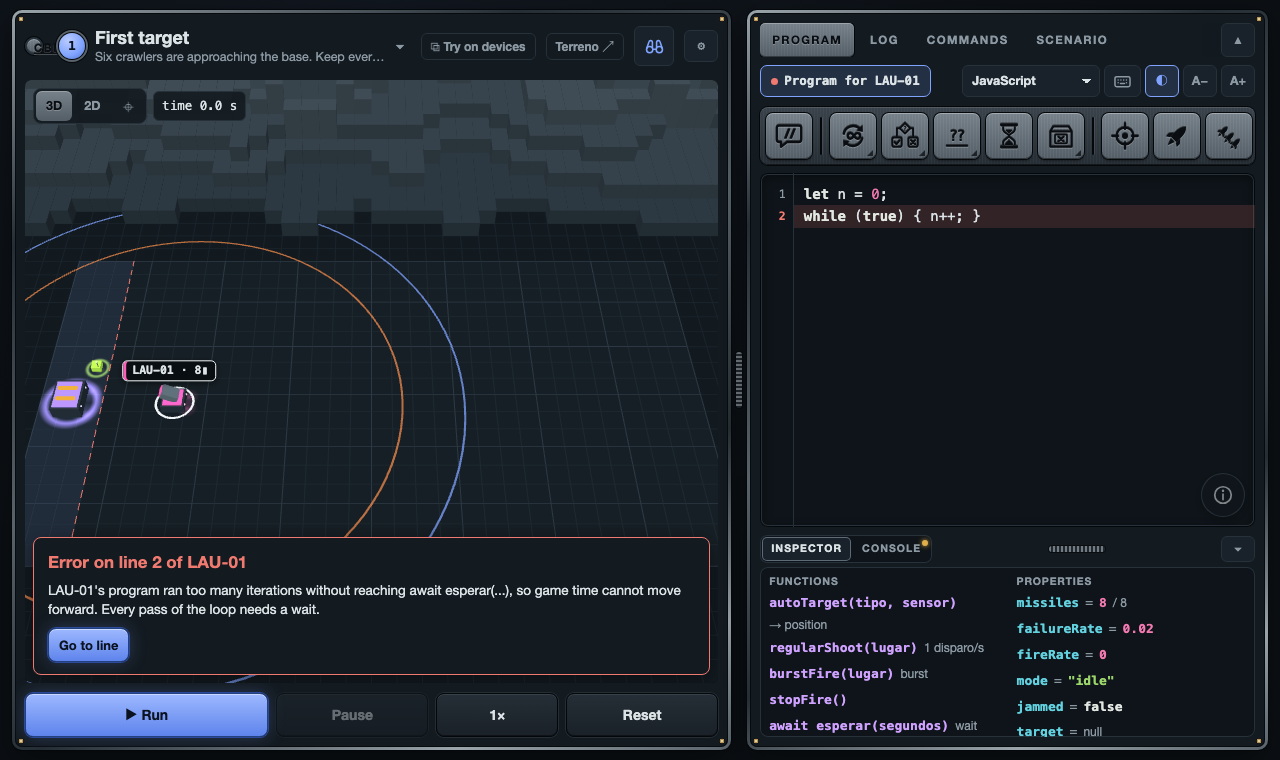 1
First target
Six crawlers are approaching the base. Keep ever…
Try on devices
Terreno
3D
2D
time 0.0 s
LAU-01 · 8
Error on line 2 of LAU-01
LAU-01's program ran too many iterations without reaching await esperar(...), so game time cannot move
forward. Every pass of the loop needs a wait.
Go to line
Run
Pause
1×
Reset
PROGRAM
LOG
COMMANDS
SCENARIO
Program for LAU-01
JavaScript
A−
A+
//
??
1 let n = 0;
2 while (true) { n++; }
INSPECTOR
CONSOLE
FUNCTIONS
autoTarget(tipo, sensor)
→ position
regularShoot(lugar) 1 disparo/s
burstFire(lugar) burst
stopFire()
await esperar(segundos) wait
PROPERTIES
missiles = 8 / 8
failureRate = 0.02
fireRate = 0
mode = "idle"
jammed = false
target = null